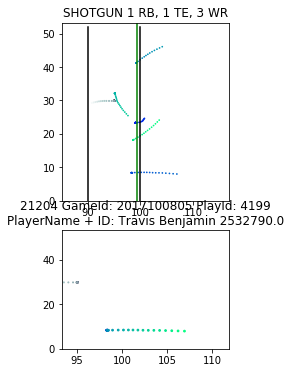 SHOTGUN 1 RB, 1 TE, 3 WR
50
40
30
20
10
0
90 100 110
21204 GameId: 2017100805 PlayId: 4199
PlayerName + ID: Travis Benjamin 2532790.0
40
20
0
95 100 105 110